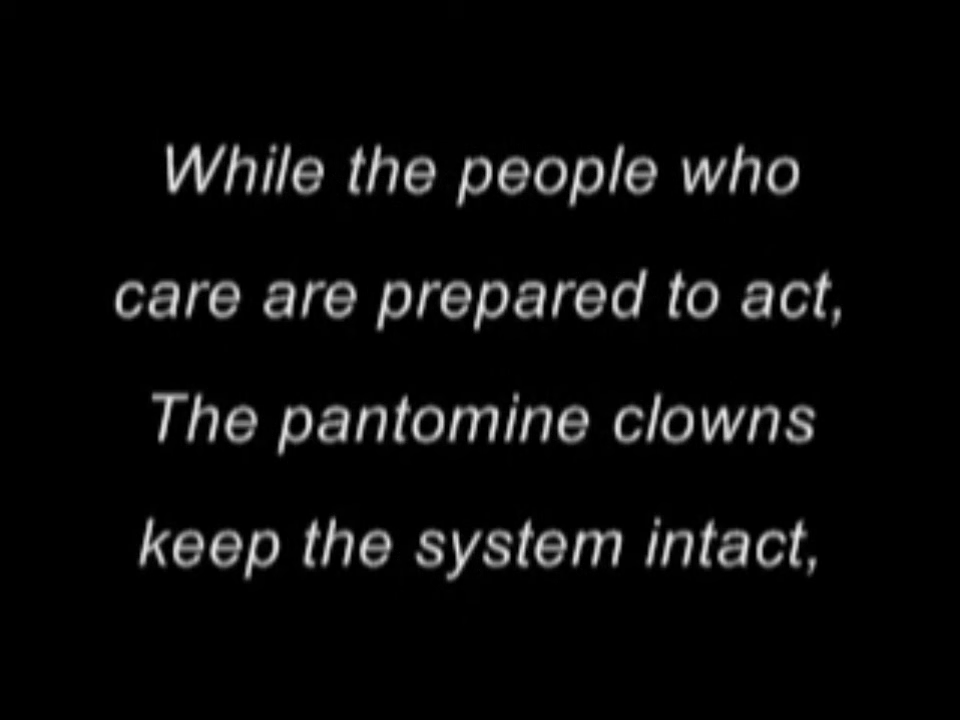 While the people who
care are prepared to act,
The pantomine clowns
keep the system intact,